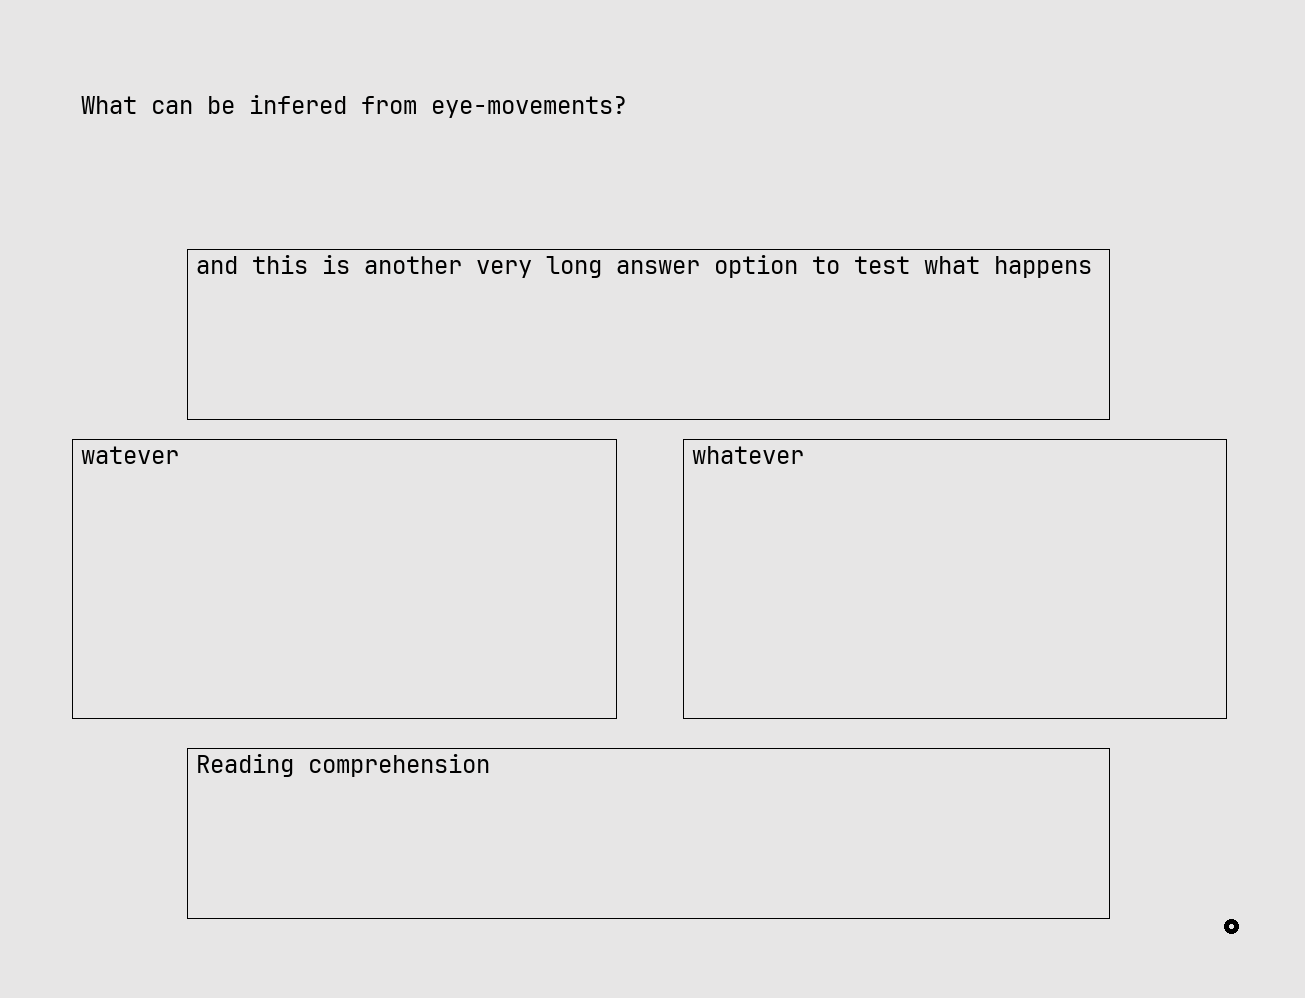 What can be infered from eye-movements?
and this is another very long answer option to test what happens
watever
whatever
Reading comprehension